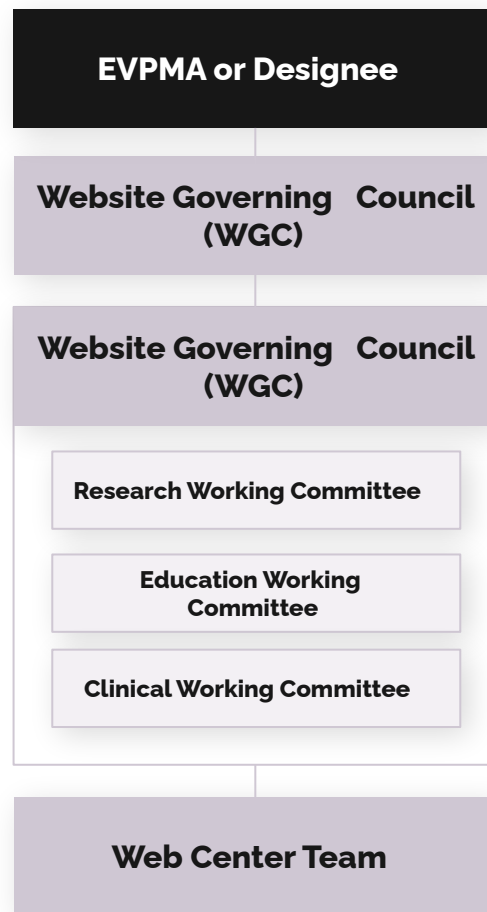 EVPMA or Designee
Website Governing Council
(WGC)
Website Governing Council
(WGC)
Research Working Committee
Education Working
Committee
Clinical Working Committee
Web Center Team